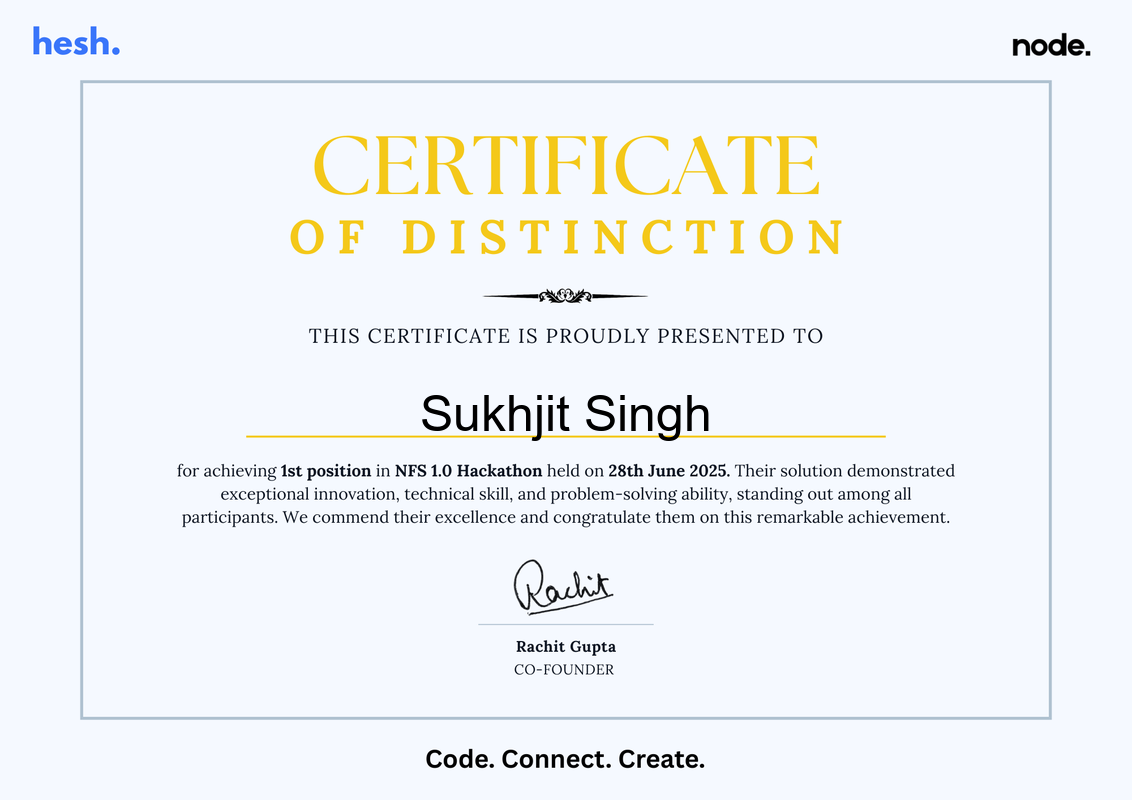 hesh.
node.
CERTIFICATE
OF DISTINCTION
THIS CERTIFICATE IS PROUDLY PRESENTED TO
Sukhjit Singh
for achieving 1st position in NFS 1.0 Hackathon held on 28th June 2025. Their solution demonstrated
exceptional innovation, technical skill, and problem-solving ability, standing out among all
participants. We commend their excellence and congratulate them on this remarkable achievement.
Rachit
Rachit Gupta
CO-FOUNDER
Code. Connect. Create.